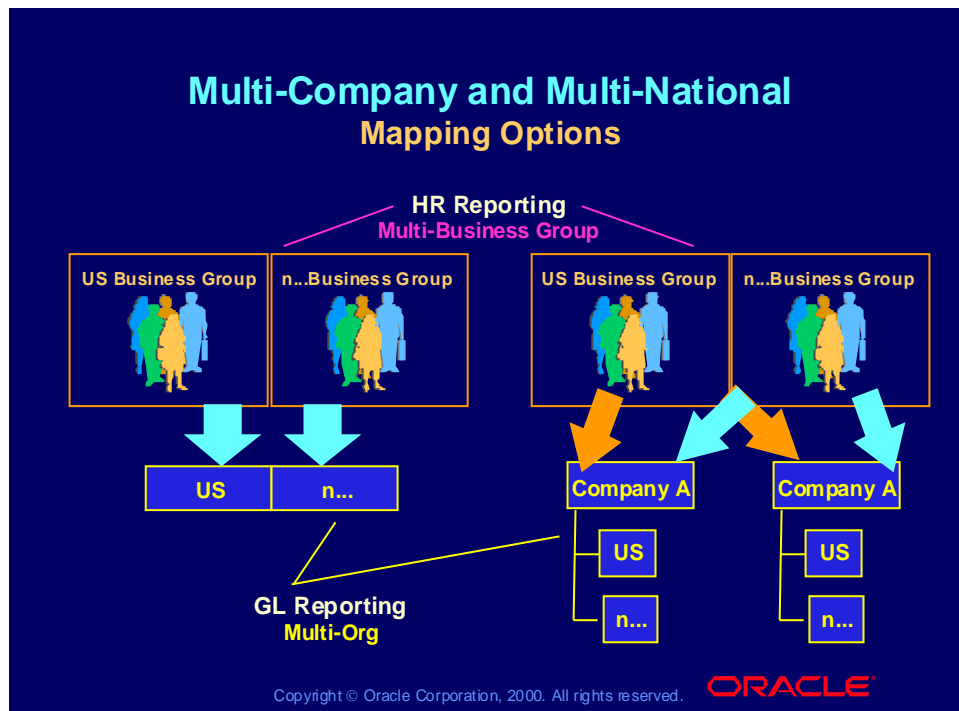 Multi-Company and Multi-National
Mapping Options
HR Reporting
Multi-Business Group
US Business Group
n...Business Group
US Business Group
n...Business Group
US
n...
Company A
Company A
US
US
n...
n...
GL Reporting
Multi-Org
Copyright © Oracle Corporation, 2000. All rights reserved.
ORACLE